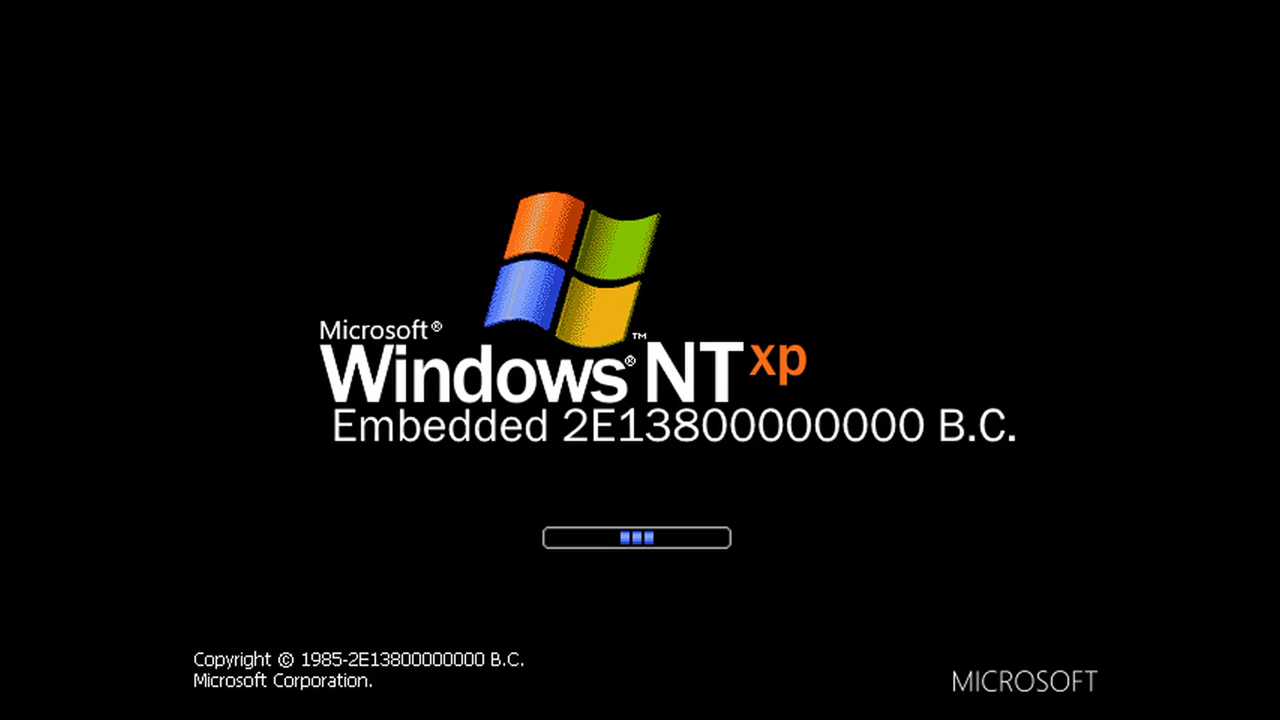 Microsoft®
Windows® NT™ xp
Embedded 2E13800000000 B.C.
Copyright © 1985-2E13800000000 B.C.
Microsoft Corporation.
MICROSOFT